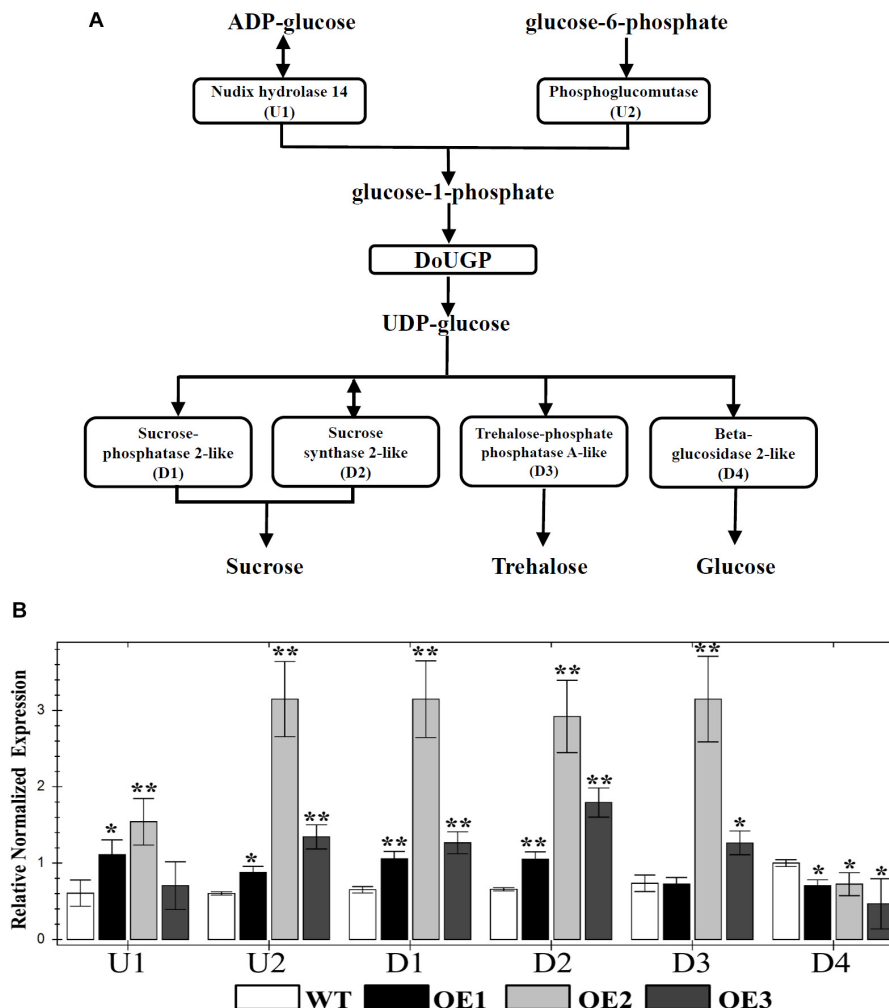 A
ADP-glucose
glucose-6-phosphate
Nudix hydrolase 14
(U1)
Phosphoglucomutase
(U2)
glucose-1-phosphate
DoUGP
UDP-glucose
Sucrose-
phosphatase 2-like
(D1)
Sucrose
synthase 2-like
(D2)
Trehalose-phosphate
phosphatase A-like
(D3)
Beta-
glucosidase 2-like
(D4)
Sucrose
Trehalose
Glucose
B
Relative Normalized Expression
3
2
1
0
* ** * ** ** ** ** ** ** ** ** ** * * * *
U1 U2 D1 D2 D3 D4
WT OE1 OE2 OE3